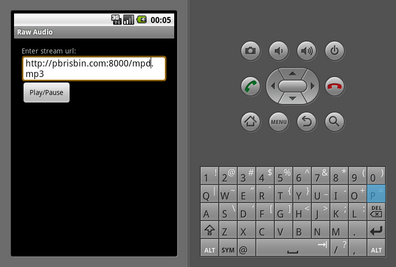 00:05
Raw Audio
Enter stream url:
http://pbrisbin.com:8000/mpd.
mp3
Play/Pause
MENU
1 ! 2 @ 3 # 4 $ 5 % 6 ^ 7 & 8 * 9 ( 0 )
Q W E R T Y U I O P
A S D F G H J K L DEL
Z X C V B N M .
ALT SYM @ / ? , ALT